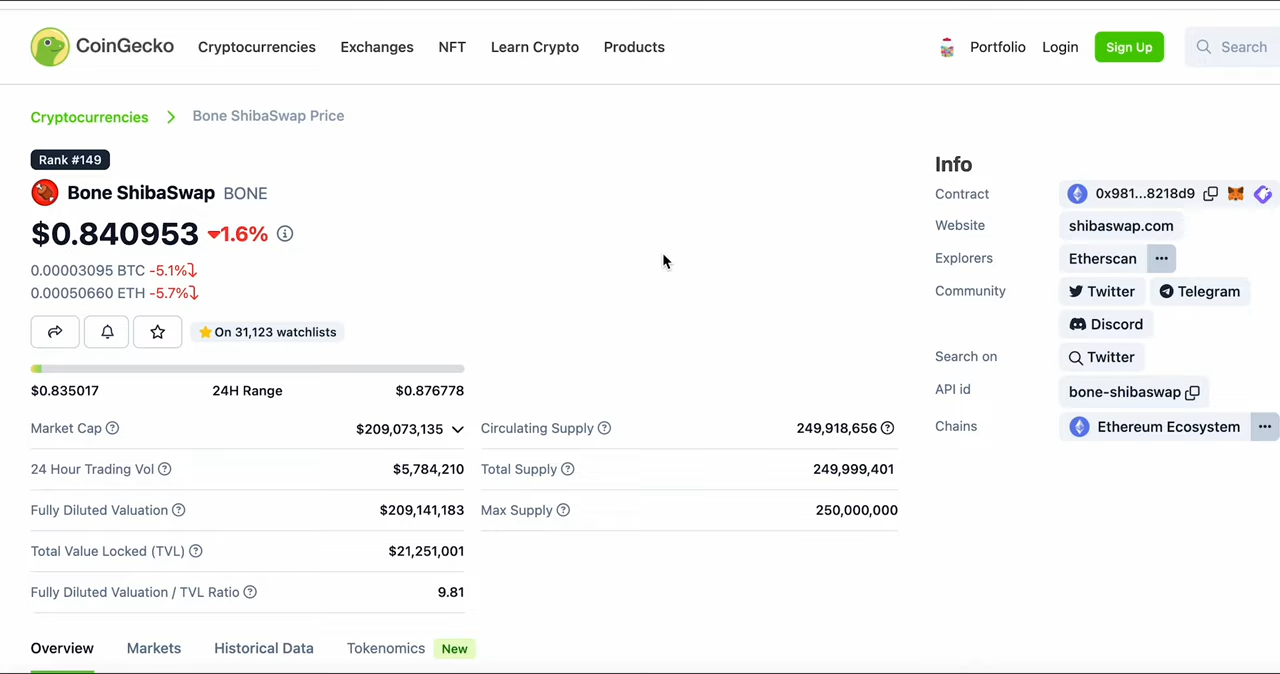 CoinGecko Cryptocurrencies Exchanges NFT Learn Crypto Products Portfolio Login Sign Up Search
Cryptocurrencies Bone ShibaSwap Price
Rank #149
Bone ShibaSwap BONE
$0.840953 1.6%
0.00003095 BTC -5.1%
0.00050660 ETH -5.7%
On 31,123 watchlists
$0.835017 24H Range $0.876778
Market Cap $209,073,135
24 Hour Trading Vol $5,784,210
Fully Diluted Valuation $209,141,183
Total Value Locked (TVL) $21,251,001
Fully Diluted Valuation / TVL Ratio 9.81
Circulating Supply 249,918,656
Total Supply 249,999,401
Max Supply 250,000,000
Info
Contract 0x981...8218d9
Website shibaswap.com
Explorers Etherscan
Community Twitter Telegram
Discord
Search on Twitter
API id bone-shibaswap
Chains Ethereum Ecosystem
Overview Markets Historical Data Tokenomics New